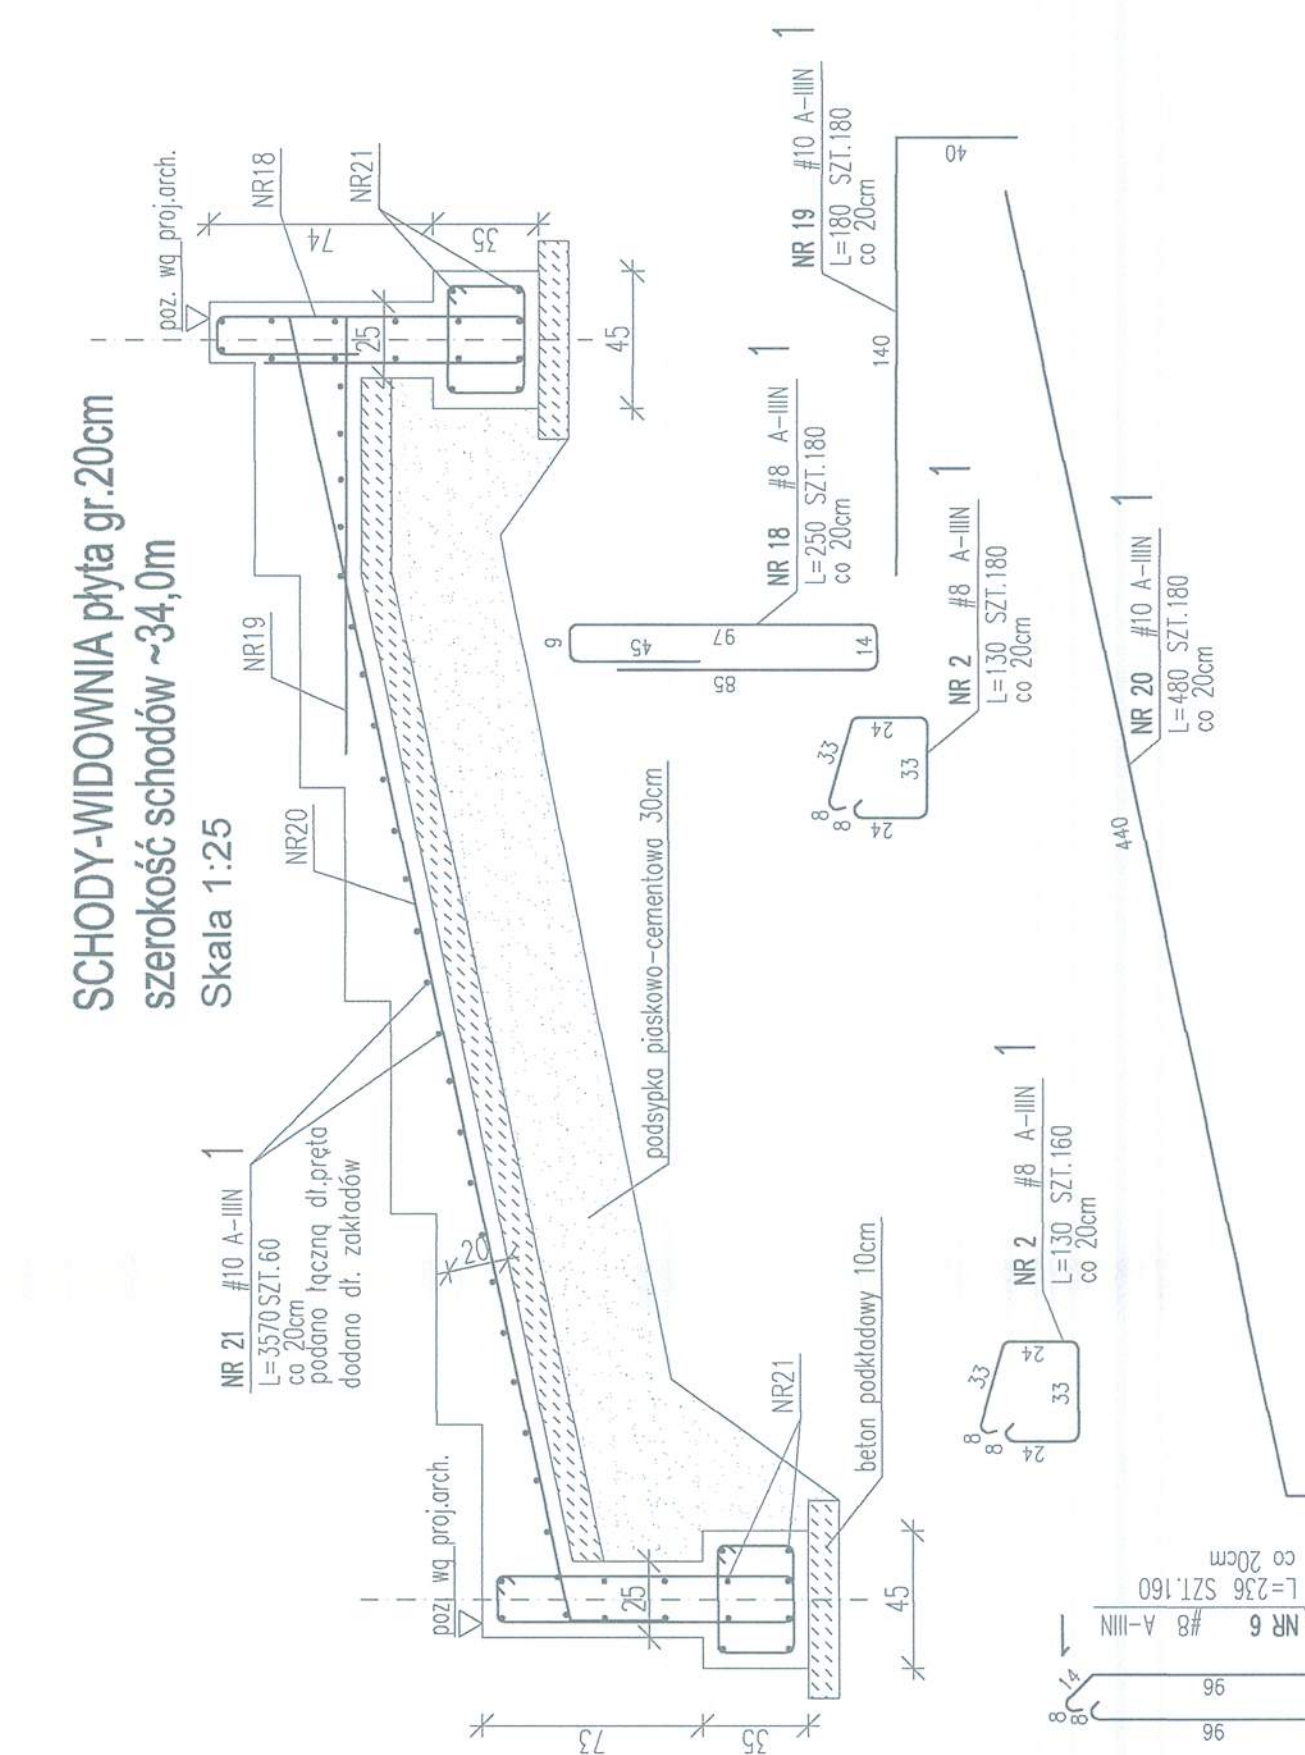 SCHODY-WIDOWNIA płyta gr.20cm
szerokość schodów ~34,0m
Skala 1:25
poz. wg proj.arch.
NR18
NR21
74
35
25
45
NR19
NR20
NR 21 #10 A-IIIN 1
L=3570 SZT.60
co 20cm
podano łączną dł.pręta
dodano dł. zakładów
20
poz. wg proj.arch.
25
73
35
45
NR21
beton podkładowy 10cm
podsypka piaskowo-cementowa 30cm
NR 18 #8 A-IIIN 1
L=250 SZT.180
co 20cm
9
45
97
85
14
NR 19 #10 A-IIIN 1
L=180 SZT.180
co 20cm
140
40
NR 2 #8 A-IIIN 1
L=130 SZT.180
co 20cm
33
24
33
24
8
8
NR 20 #10 A-IIIN 1
L=480 SZT.180
co 20cm
440
NR 2 #8 A-IIIN 1
L=130 SZT.160
co 20cm
33
24
33
24
8
8
NR 6 #8 A-IIIN 1
L=236 SZT.160
co 20cm
14
8
8
96
96